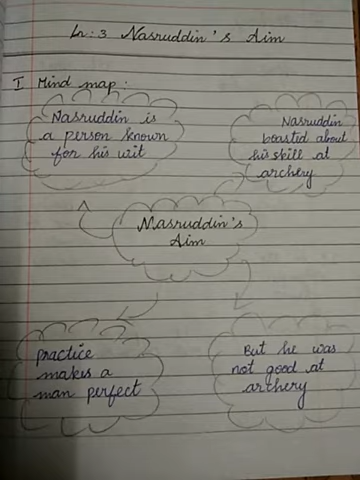 Ln: 3 Nasruddin's Aim
I Mind map:
Nasruddin is
a person known
for his wit
Nasruddin
boasted about
his skill at
archery
Nasruddin's
Aim
practice
makes a
man perfect
But he was
not good at
archery